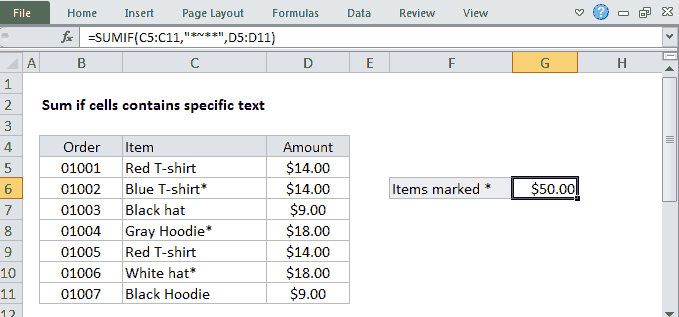 File Home Insert Page Layout Formulas Data Review View
fx =SUMIF(C5:C11,"*~**",D5:D11)
A B C D E F G H
1
2 Sum if cells contains specific text
3
4 Order Item Amount
5 01001 Red T-shirt $14.00
6 01002 Blue T-shirt* $14.00 Items marked * $50.00
7 01003 Black hat $9.00
8 01004 Gray Hoodie* $18.00
9 01005 Red T-shirt $14.00
10 01006 White hat* $18.00
11 01007 Black Hoodie $9.00
12